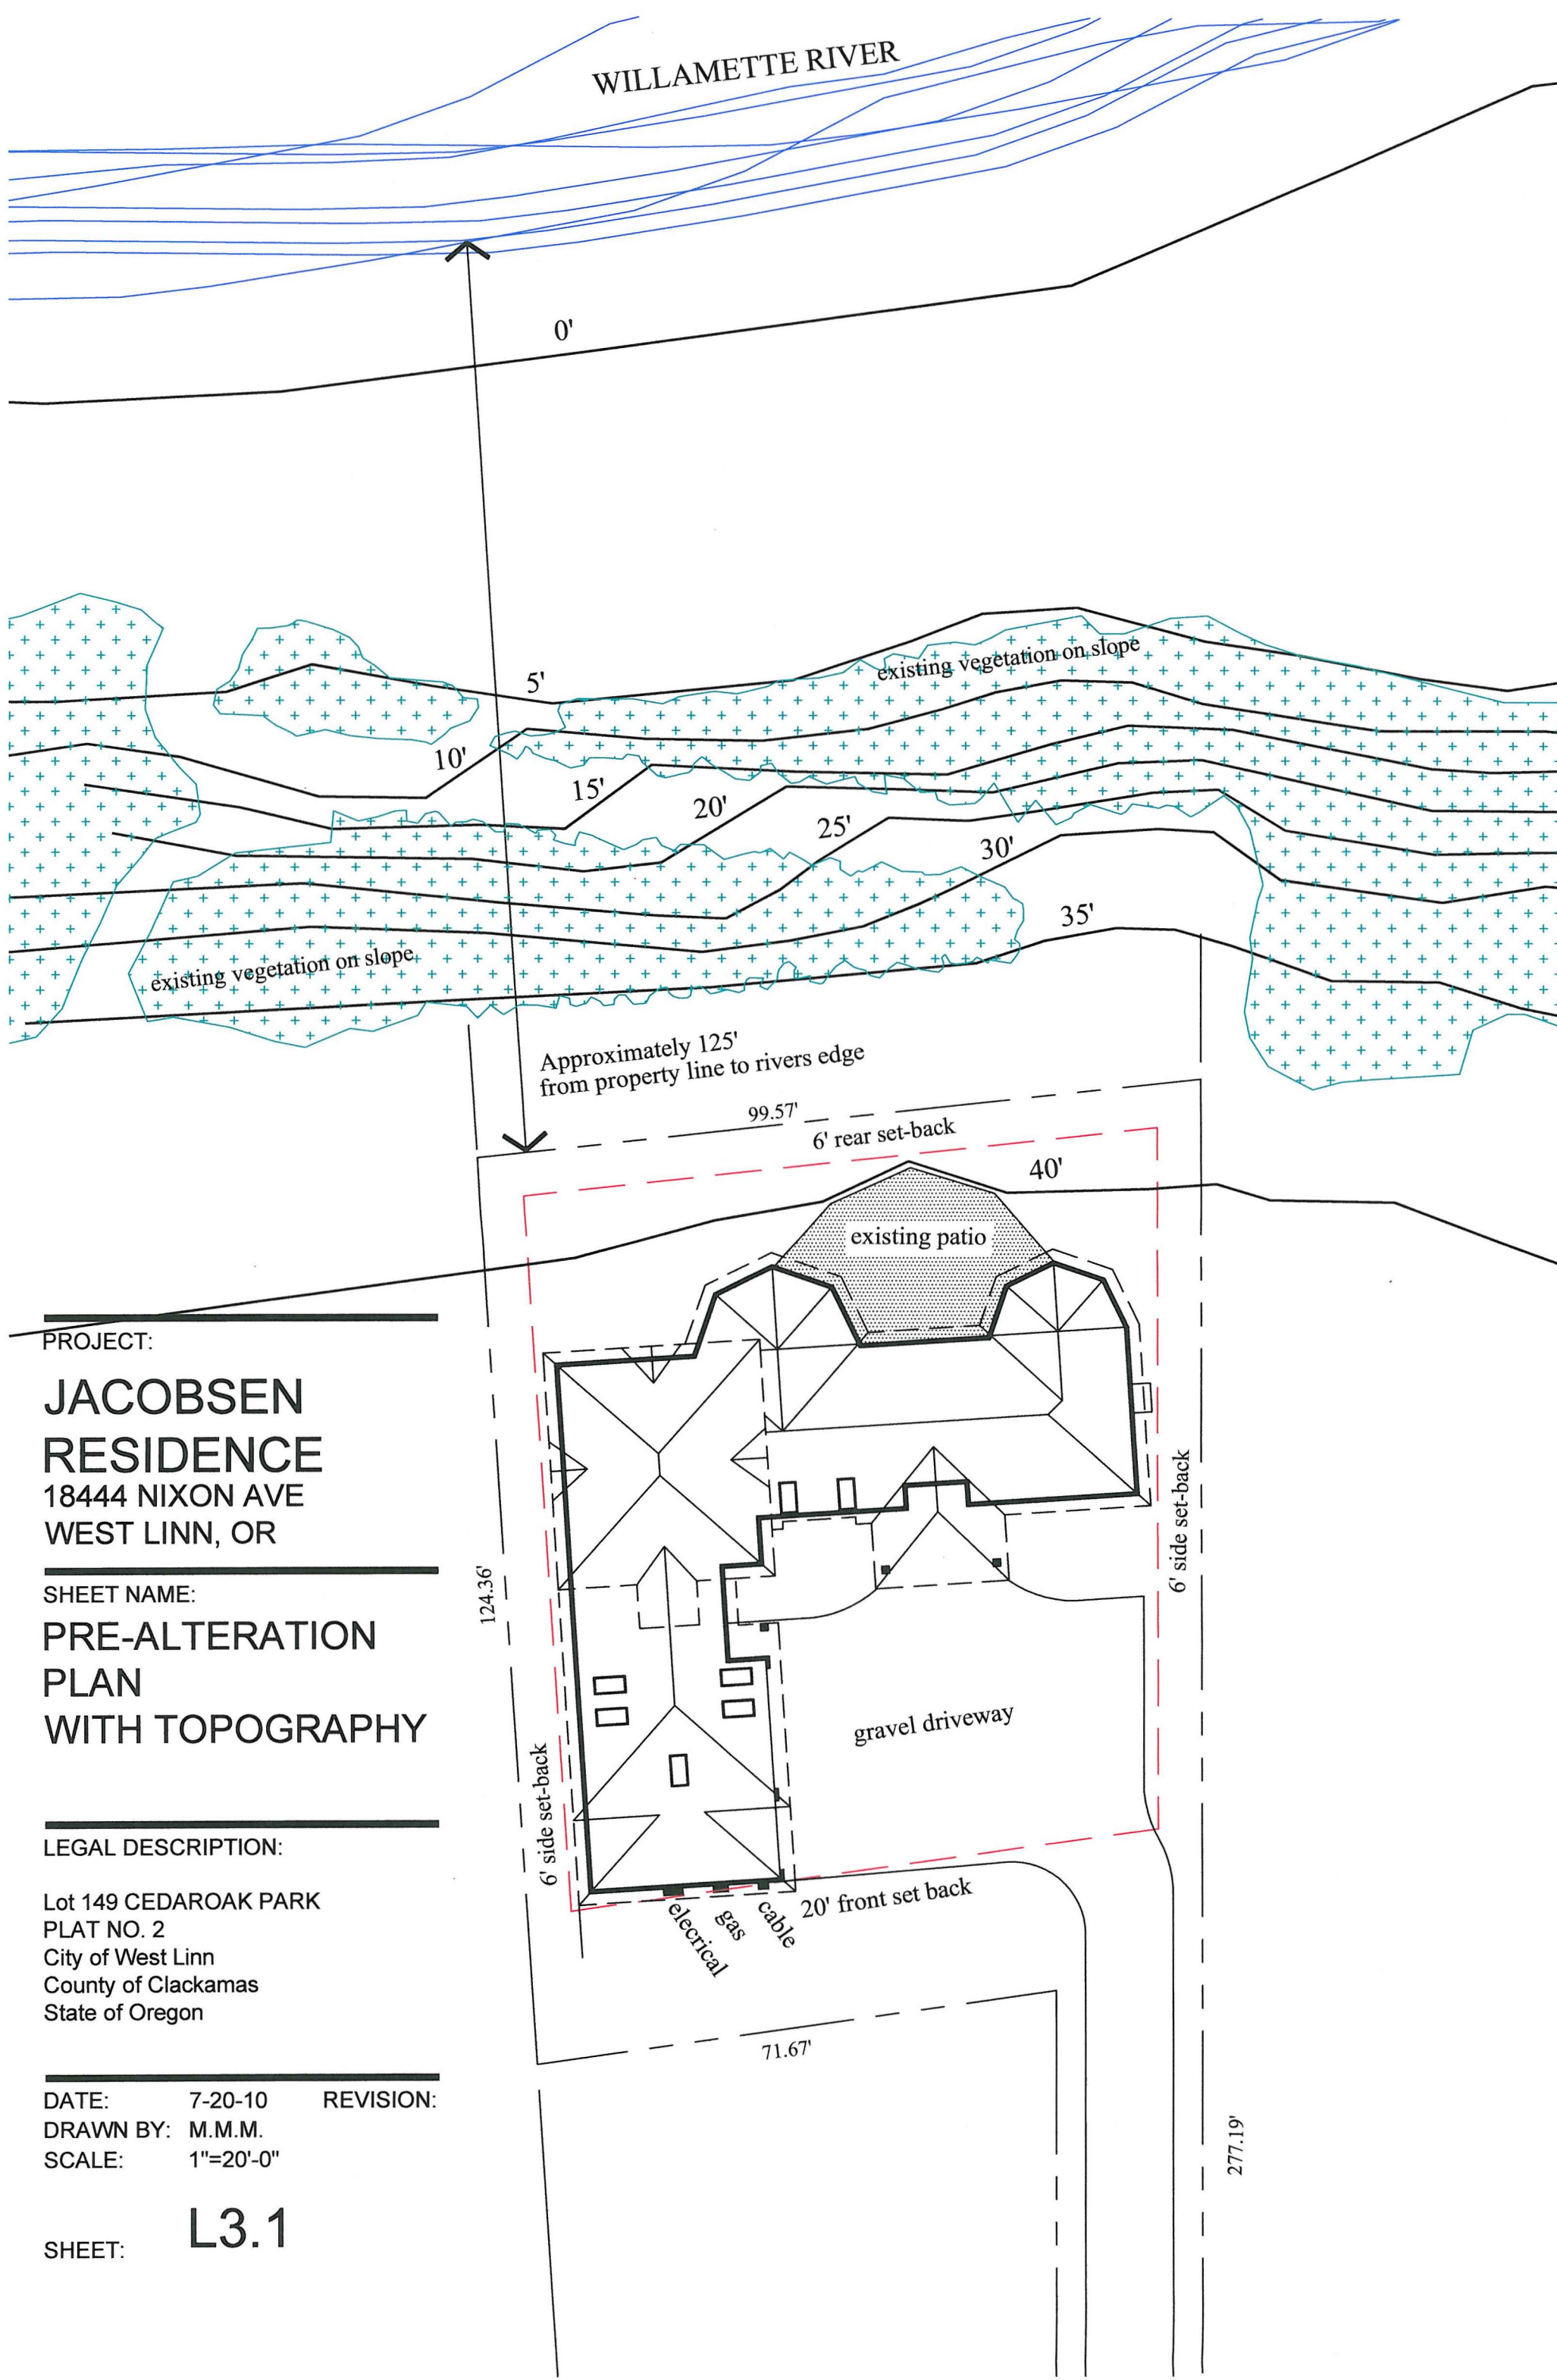 WILLAMETTE RIVER
0'
existing vegetation on slope
5'
10'
15'
20'
25'
30'
35'
existing vegetation on slope
Approximately 125'
from property line to rivers edge
99.57'
6' rear set-back
40'
existing patio
PROJECT:
JACOBSEN
RESIDENCE
18444 NIXON AVE
WEST LINN, OR
SHEET NAME:
PRE-ALTERATION
PLAN
WITH TOPOGRAPHY
LEGAL DESCRIPTION:
Lot 149 CEDAROAK PARK
PLAT NO. 2
City of West Linn
County of Clackamas
State of Oregon
DATE: 7-20-10 REVISION:
DRAWN BY: M.M.M.
SCALE: 1"=20'-0"
SHEET: L3.1
124.36'
6' side set-back
6' side set-back
gravel driveway
20' front set back
elecrical
gas
cable
71.67'
277.19'